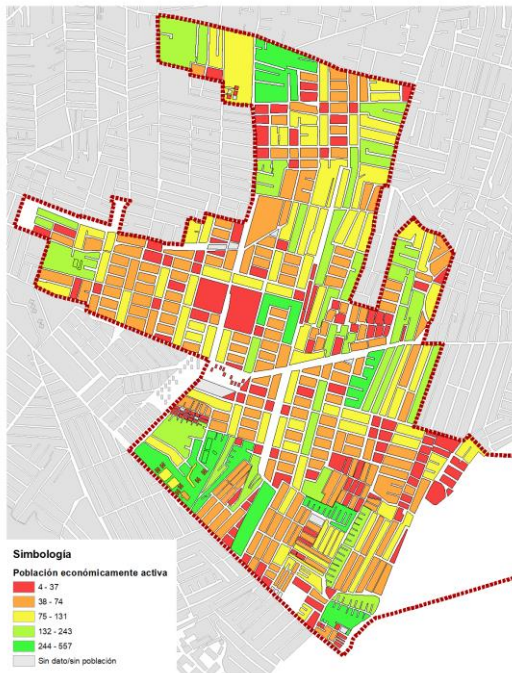 Simbología
Población económicamente activa
4 - 37
38 - 74
75 - 131
132 - 243
244 - 557
Sin dato/sin población